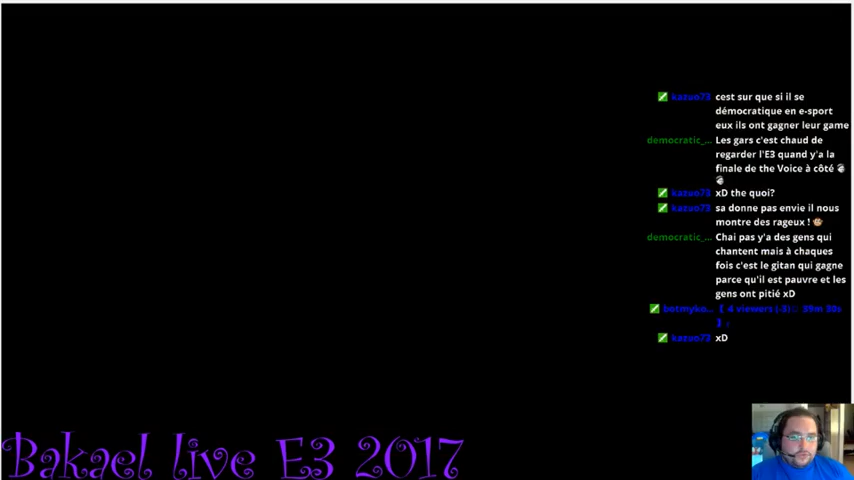 kazuo73 cest sur que si il se
démocratique en e-sport
eux ils ont gagner leur game
democratic_... Les gars c'est chaud de
regarder l'E3 quand y'a la
finale de the Voice à côté
kazuo73 xD the quoi?
kazuo73 sa donne pas envie il nous
montre des rageux !
democratic_... Chai pas y'a des gens qui
chantent mais à chaques
fois c'est le gitan qui gagne
parce qu'il est pauvre et les
gens ont pitié xD
botmyko... 【 4 viewers (-3) :: 59m 30s
】
kazuo73 xD
Bakael live E3 2017